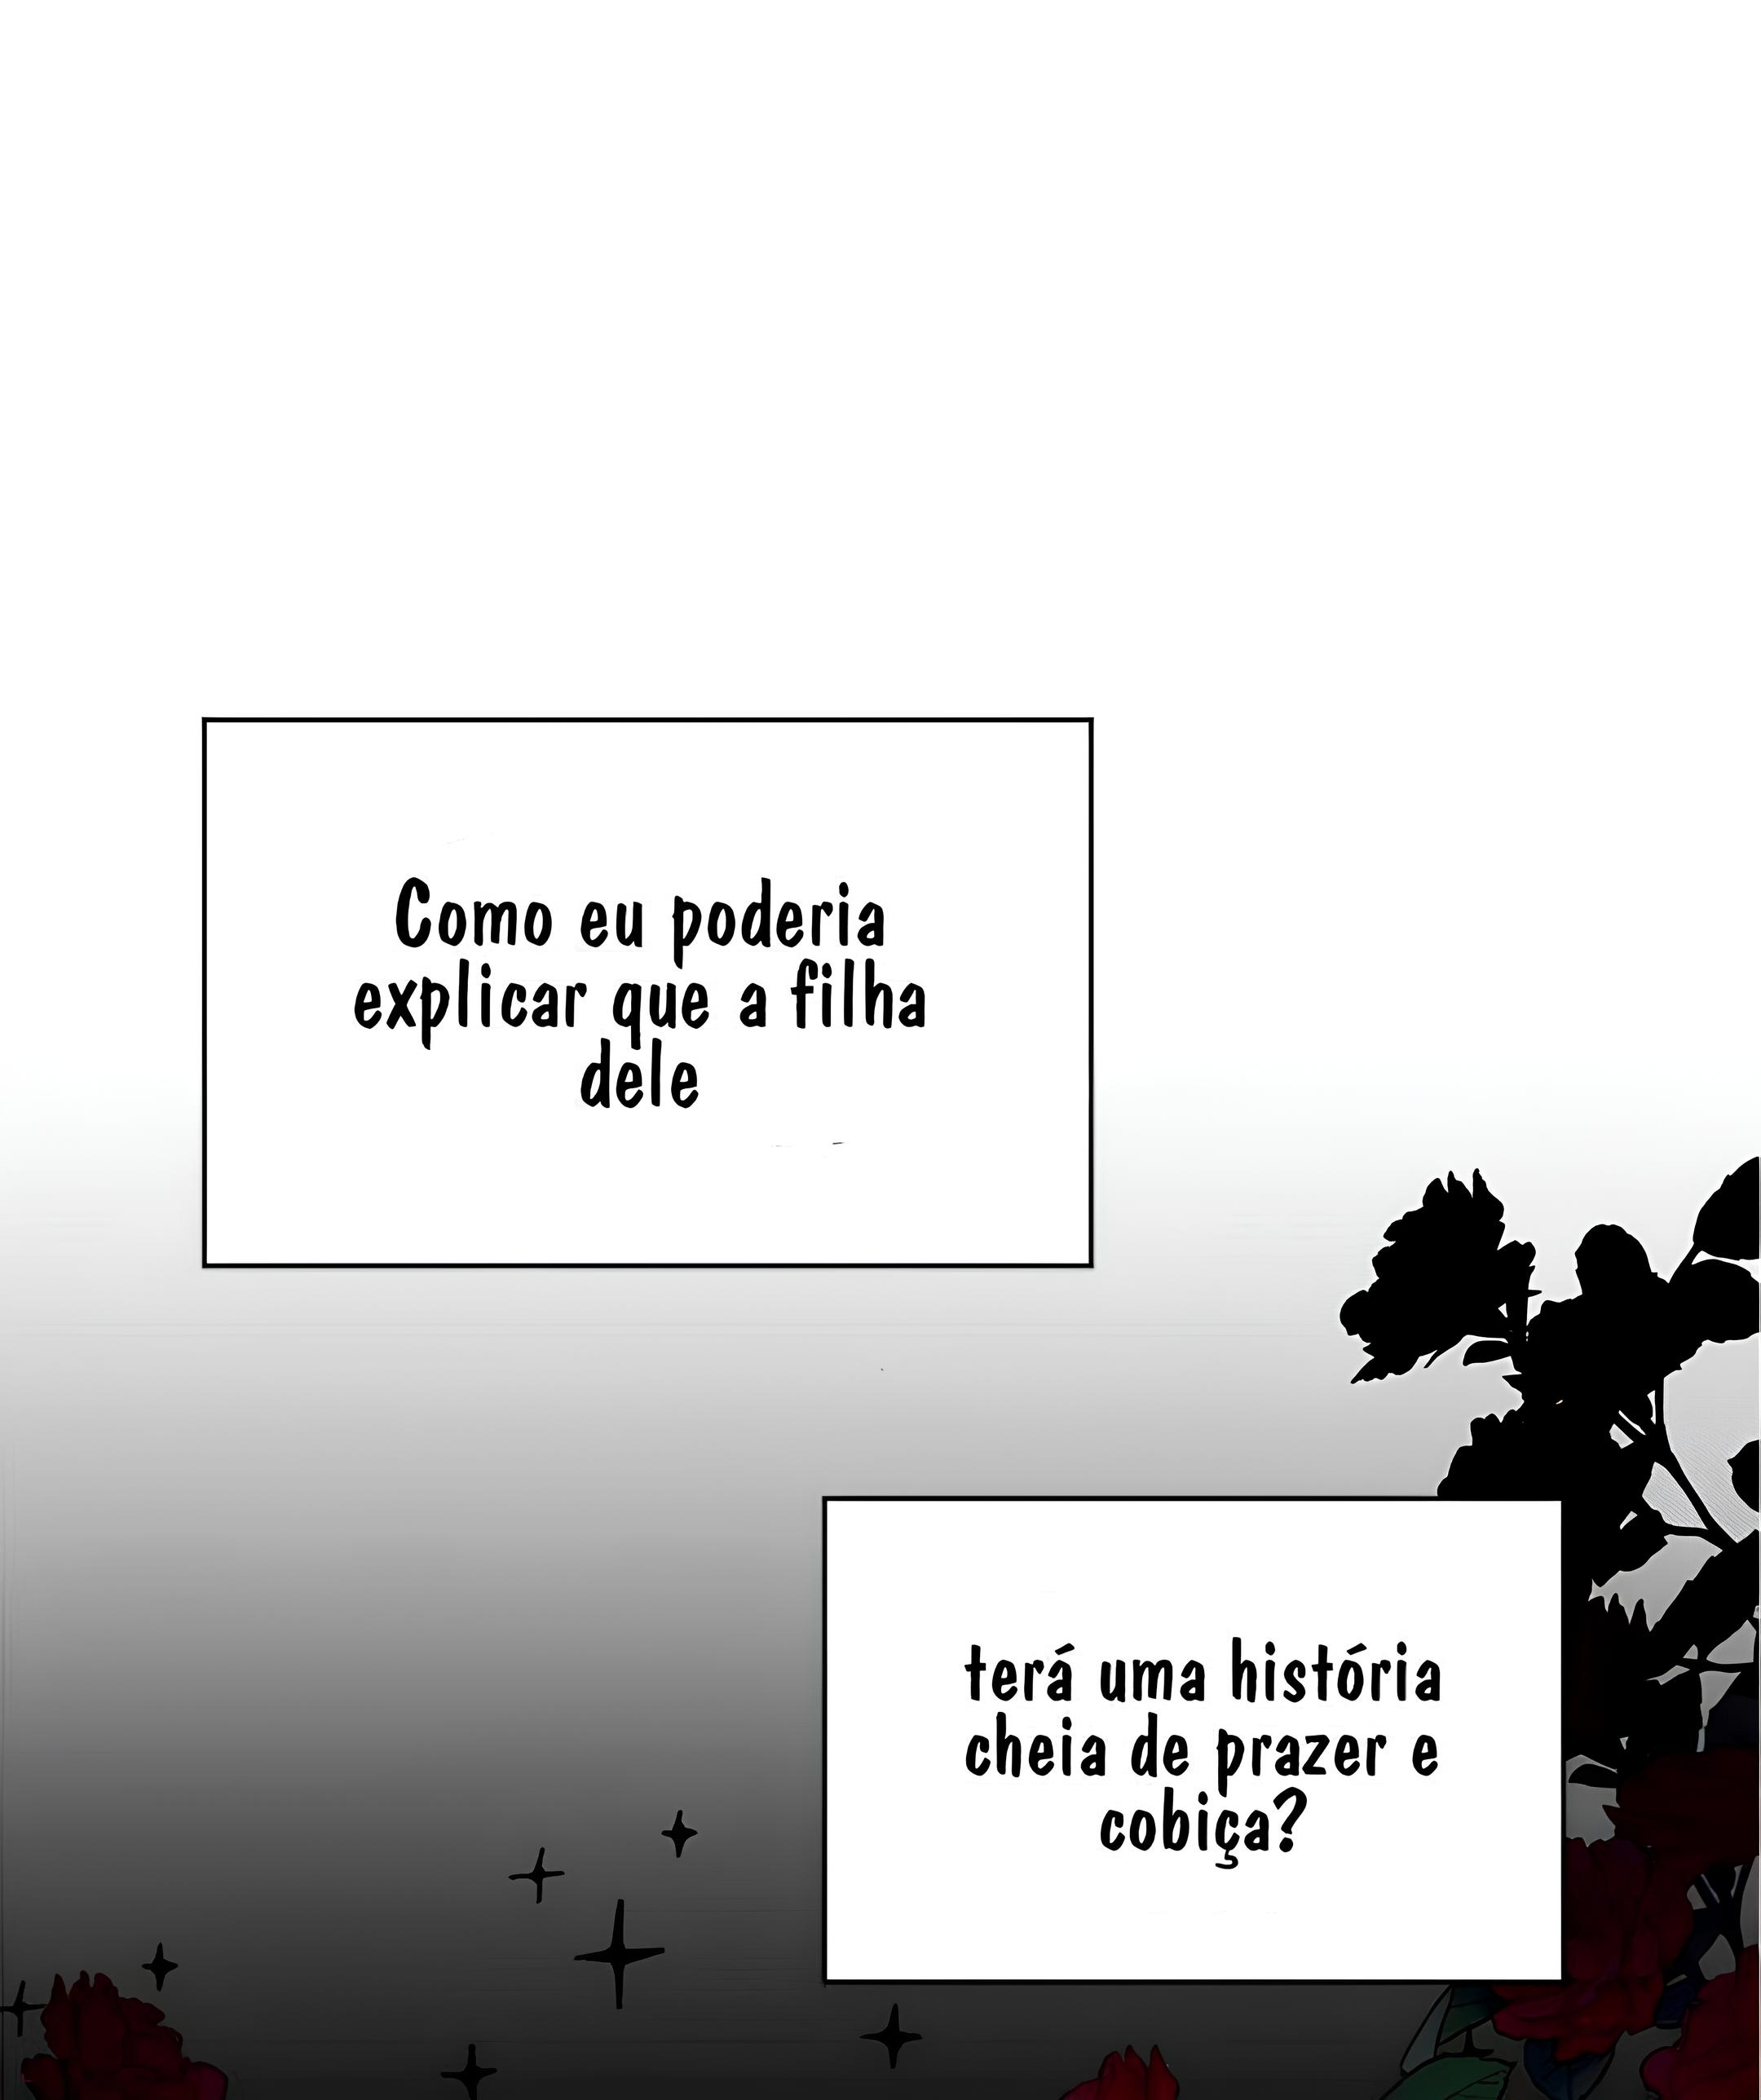 Como eu poderia
explicar que a filha
dele
terá uma história
cheia de prazer e
cobiça?